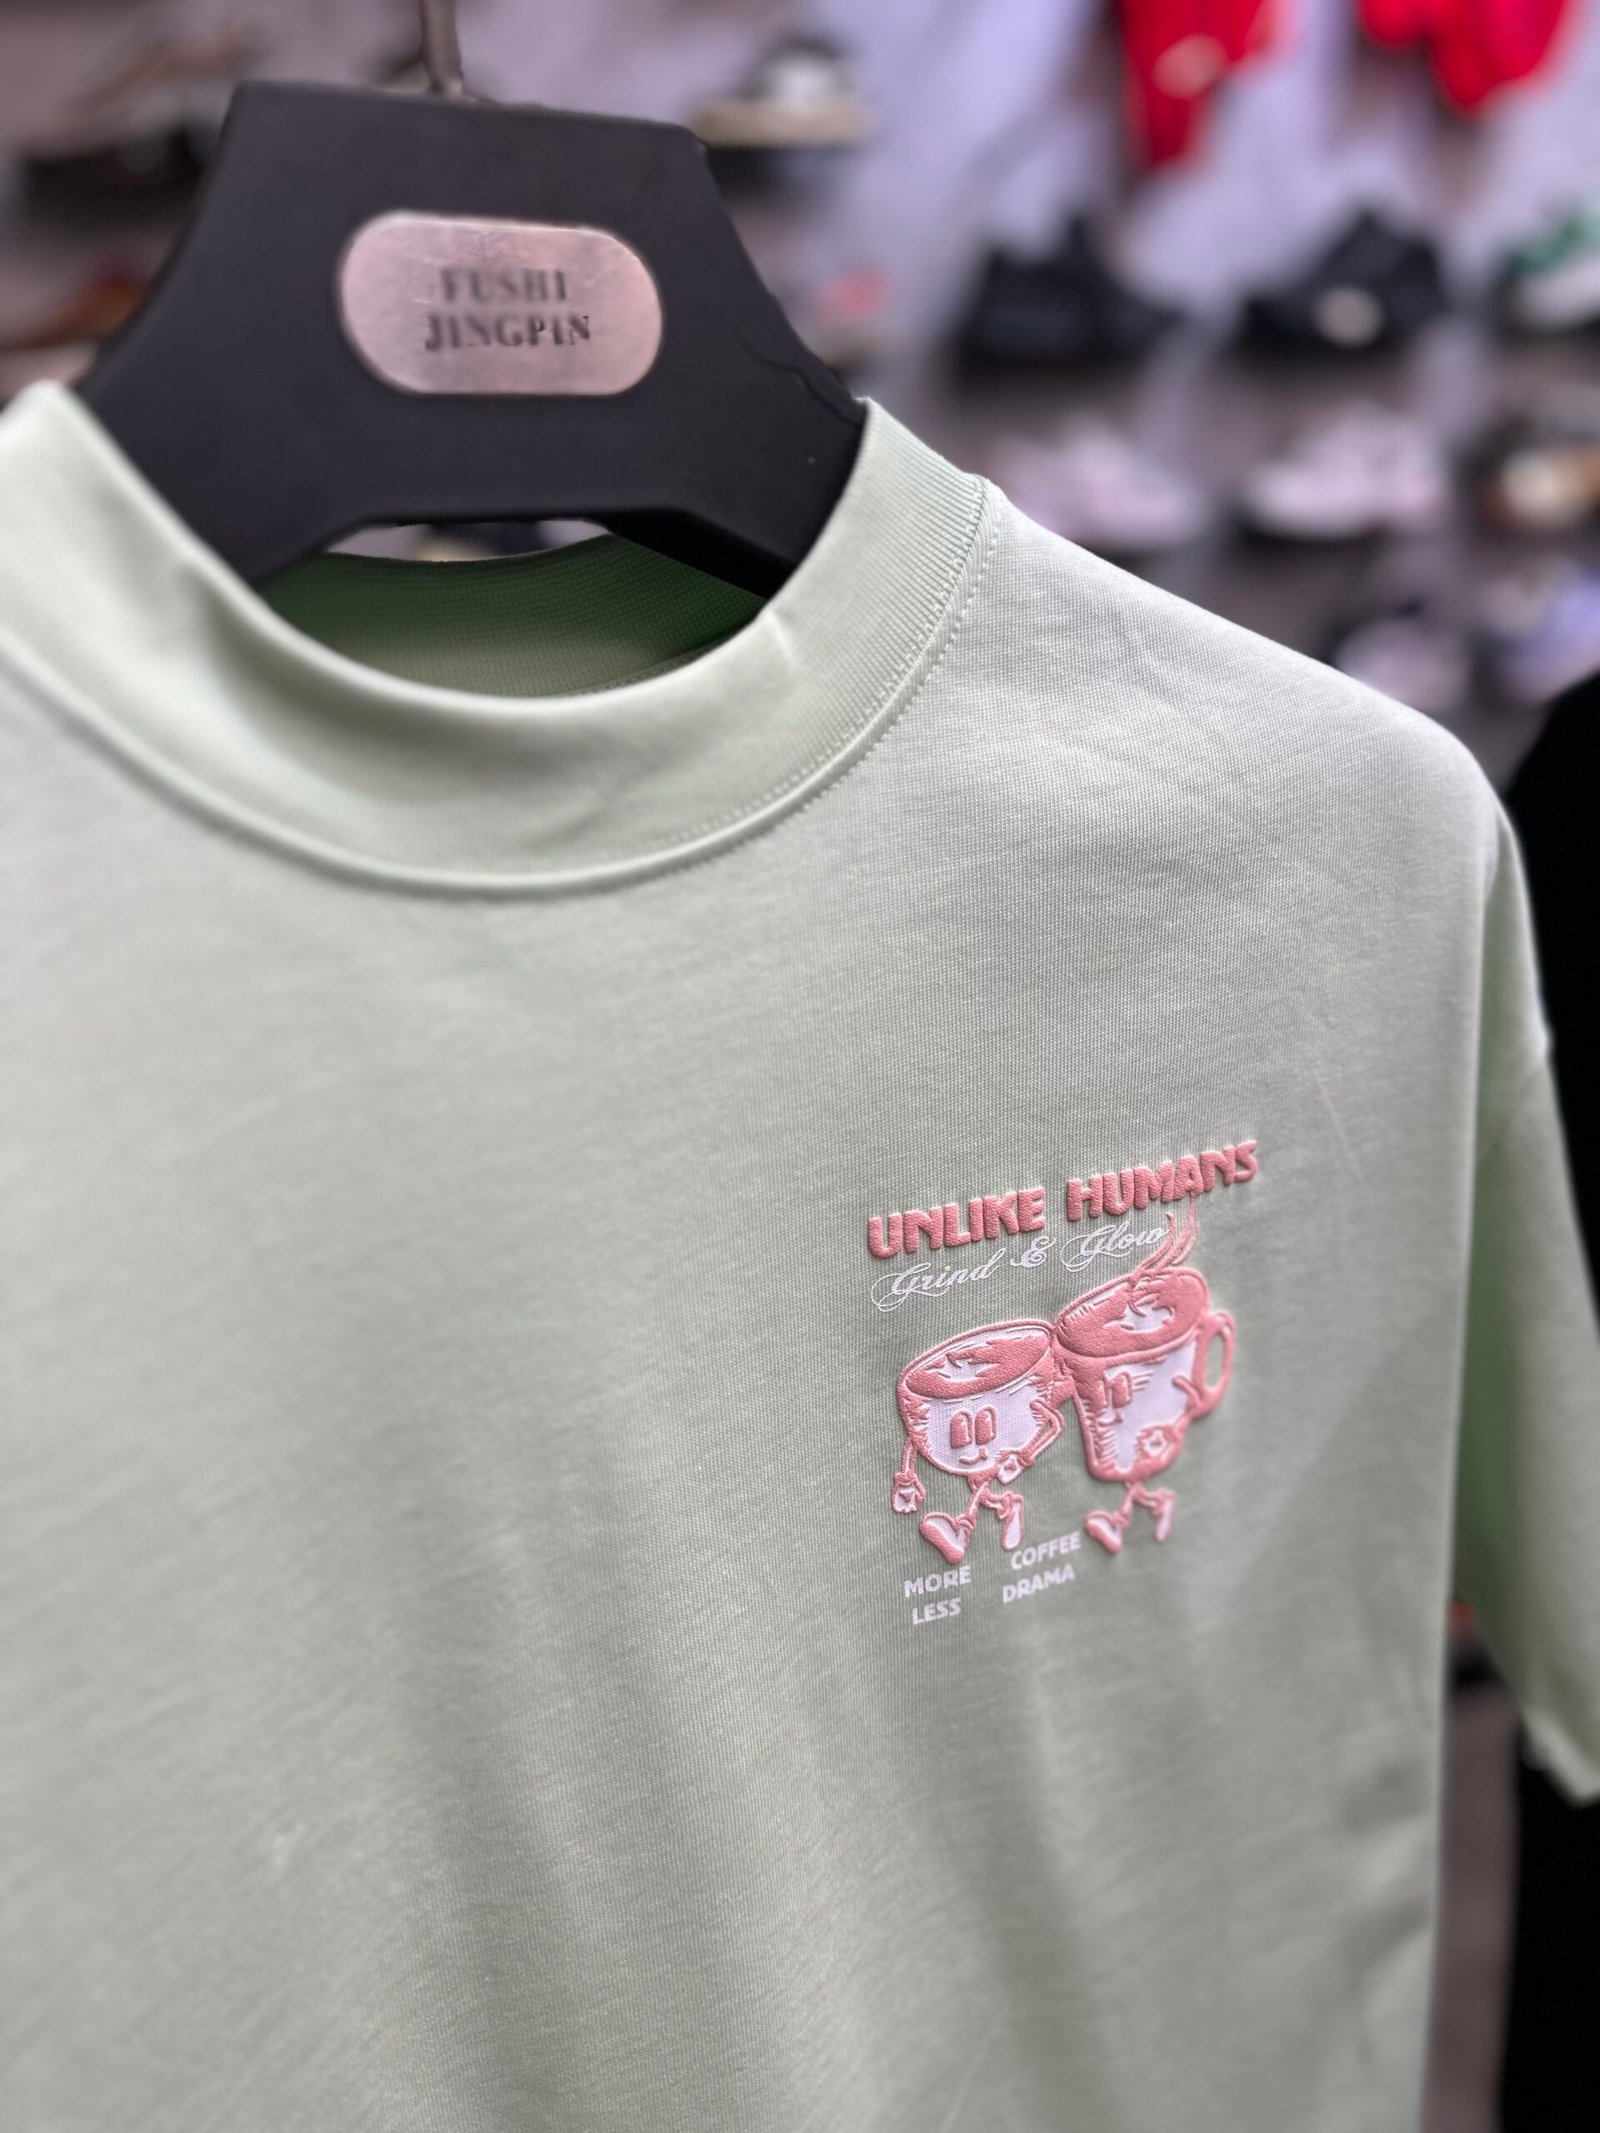 FUSHI
JINGPIN
UNLIKE HUMANS
Grind & Glow
MORE COFFEE
LESS DRAMA